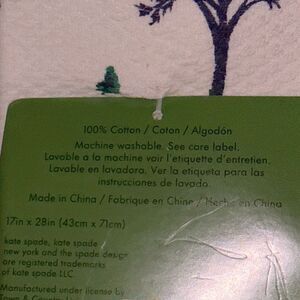 100% Cotton / Coton / Algodón
Machine washable. See care label.
Lavable a la machine voir l'etiquette d'entretien.
Lavable en lavadora. Ver la etiqueta para las
instrucciones de lavado.
Made in China / Fabrique en Chine / Hecho en China
17in x 28in (43cm x 71cm)
kate spade, kate spade
new york and the spade design
are registered trademarks
of kate spade LLC
Manufactured under license by